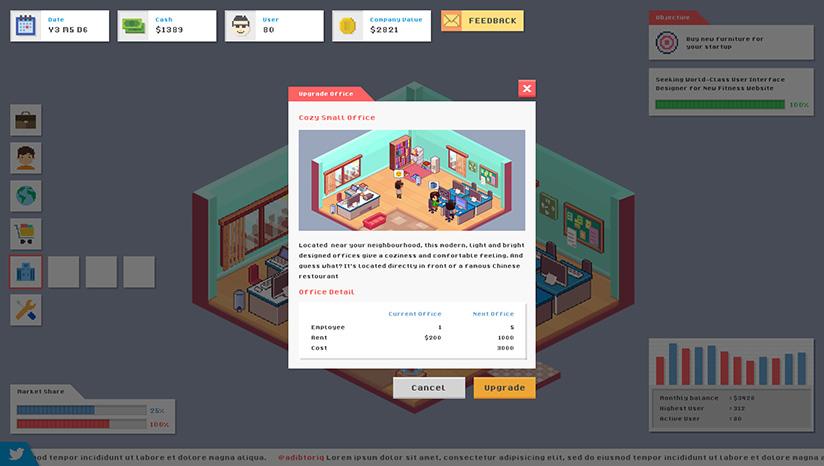 Date
Y3 M5 D6
Cash
$1389
User
80
Company Value
$2821
FEEDBACK
Objective
Buy new furniture for
your startup
Seeking World-Class User Interface
Designer for New Fitness Website
100%
Upgrade Office
Cozy Small Office
Located near your neighbourhood, this modern, light and bright
designed offices give a coziness and comfortable feeling. And
guess what? It's located directly in front of a famous Chinese
restaurant
Office Detail
Current Office Next Office
Employee 1 5
Rent $200 1000
Cost 3000
Cancel
Upgrade
Market Share
25%
100%
Monthly balance : $3420
Highest User : 312
Active User : 80
mod tempor incididunt ut labore et dolore magna aliqua. @adibtoriq Lorem ipsum dolor sit amet, consectetur adipisicing elit, sed do eiusmod tempor incididunt ut labore et dolore magna a